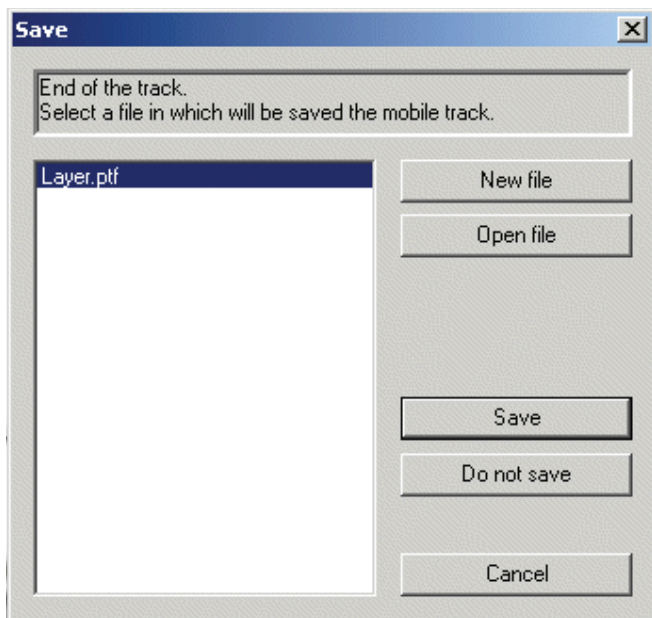 Save
End of the track.
Select a file in which will be saved the mobile track.
Layer.ptf
New file
Open file
Save
Do not save
Cancel